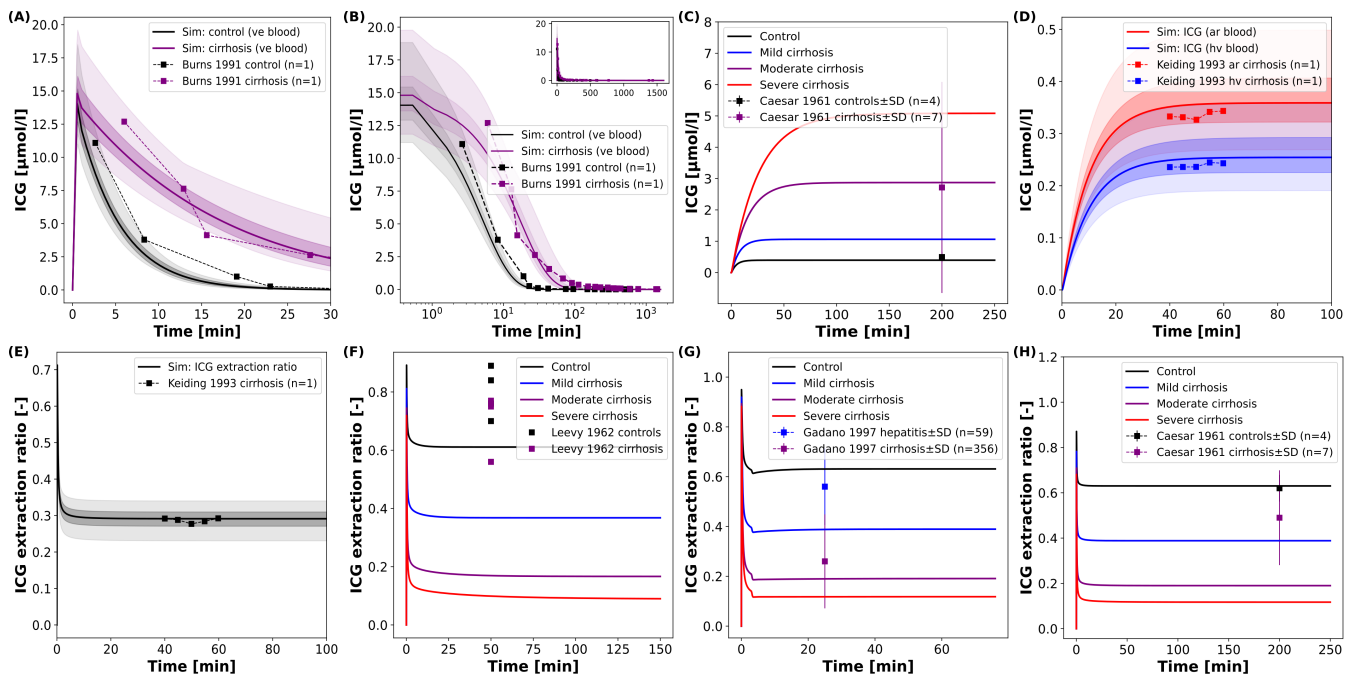 (A)
20.0
17.5
15.0
12.5
10.0
7.5
5.0
2.5
0.0
ICG [µmol/l]
Sim: control (ve blood)
Sim: cirrhosis (ve blood)
Burns 1991 control (n=1)
Burns 1991 cirrhosis (n=1)
0 5 10 15 20 25 30
Time [min]
(B)
20.0
17.5
15.0
12.5
10.0
7.5
5.0
2.5
0.0
ICG [µmol/l]
20
10
0
0 500 1000 1500
Sim: control (ve blood)
Sim: cirrhosis (ve blood)
Burns 1991 control (n=1)
Burns 1991 cirrhosis (n=1)
10⁰ 10¹ 10² 10³
Time [min]
(C)
8
7
6
5
4
3
2
1
0
ICG [µmol/l]
Control
Mild cirrhosis
Moderate cirrhosis
Severe cirrhosis
Caesar 1961 controls±SD (n=4)
Caesar 1961 cirrhosis±SD (n=7)
0 50 100 150 200 250
Time [min]
(D)
0.5
0.4
0.3
0.2
0.1
0.0
ICG [µmol/l]
Sim: ICG (ar blood)
Sim: ICG (hv blood)
Keiding 1993 ar cirrhosis (n=1)
Keiding 1993 hv cirrhosis (n=1)
0 20 40 60 80 100
Time [min]
(E)
0.7
0.6
0.5
0.4
0.3
0.2
0.1
0.0
ICG extraction ratio [-]
Sim: ICG extraction ratio
Keiding 1993 cirrhosis (n=1)
0 20 40 60 80 100
Time [min]
(F)
0.8
0.6
0.4
0.2
0.0
ICG extraction ratio [-]
Control
Mild cirrhosis
Moderate cirrhosis
Severe cirrhosis
Leevy 1962 controls
Leevy 1962 cirrhosis
0 25 50 75 100 125 150
Time [min]
(G)
1.0
0.8
0.6
0.4
0.2
0.0
ICG extraction ratio [-]
Control
Mild cirrhosis
Moderate cirrhosis
Severe cirrhosis
Gadano 1997 hepatitis±SD (n=59)
Gadano 1997 cirrhosis±SD (n=356)
0 20 40 60
Time [min]
(H)
1.2
1.0
0.8
0.6
0.4
0.2
0.0
ICG extraction ratio [-]
Control
Mild cirrhosis
Moderate cirrhosis
Severe cirrhosis
Caesar 1961 controls±SD (n=4)
Caesar 1961 cirrhosis±SD (n=7)
0 50 100 150 200 250
Time [min]